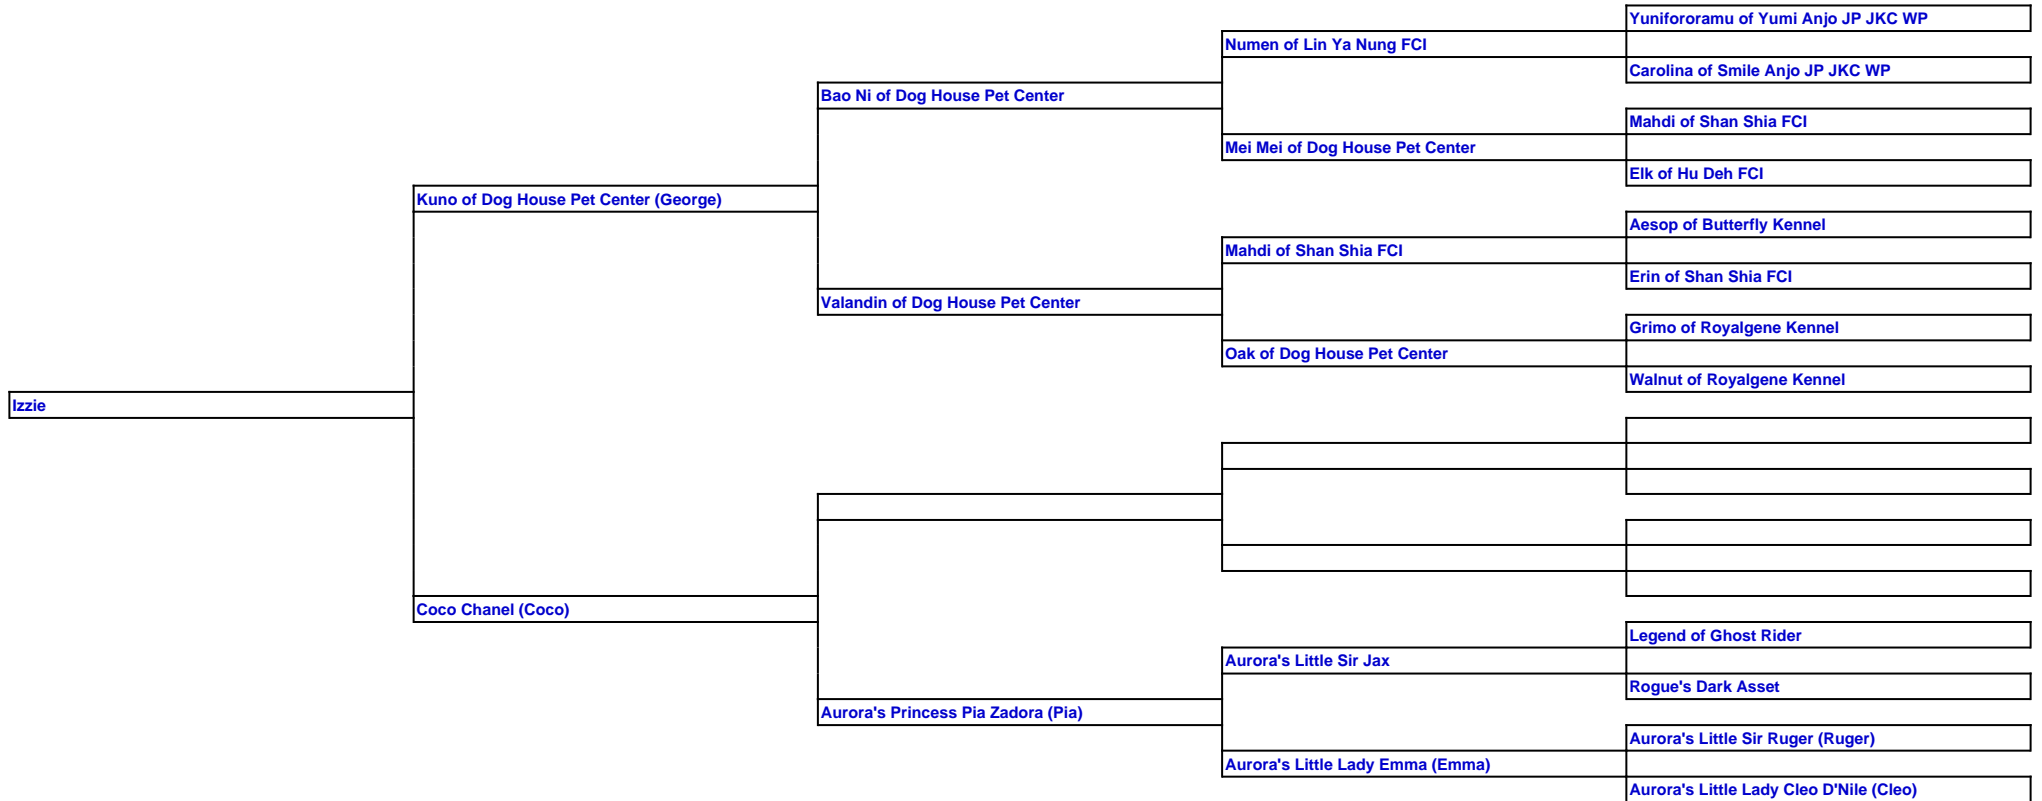 Yunifororamu of Yumi Anjo JP JKC WP
Numen of Lin Ya Nung FCI
Carolina of Smile Anjo JP JKC WP
Bao Ni of Dog House Pet Center
Mahdi of Shan Shia FCI
Mei Mei of Dog House Pet Center
Elk of Hu Deh FCI
Kuno of Dog House Pet Center (George)
Aesop of Butterfly Kennel
Mahdi of Shan Shia FCI
Erin of Shan Shia FCI
Valandin of Dog House Pet Center
Grimo of Royalgene Kennel
Oak of Dog House Pet Center
Walnut of Royalgene Kennel
Izzie
Coco Chanel (Coco)
Legend of Ghost Rider
Aurora's Little Sir Jax
Rogue's Dark Asset
Aurora's Princess Pia Zadora (Pia)
Aurora's Little Sir Ruger (Ruger)
Aurora's Little Lady Emma (Emma)
Aurora's Little Lady Cleo D'Nile (Cleo)